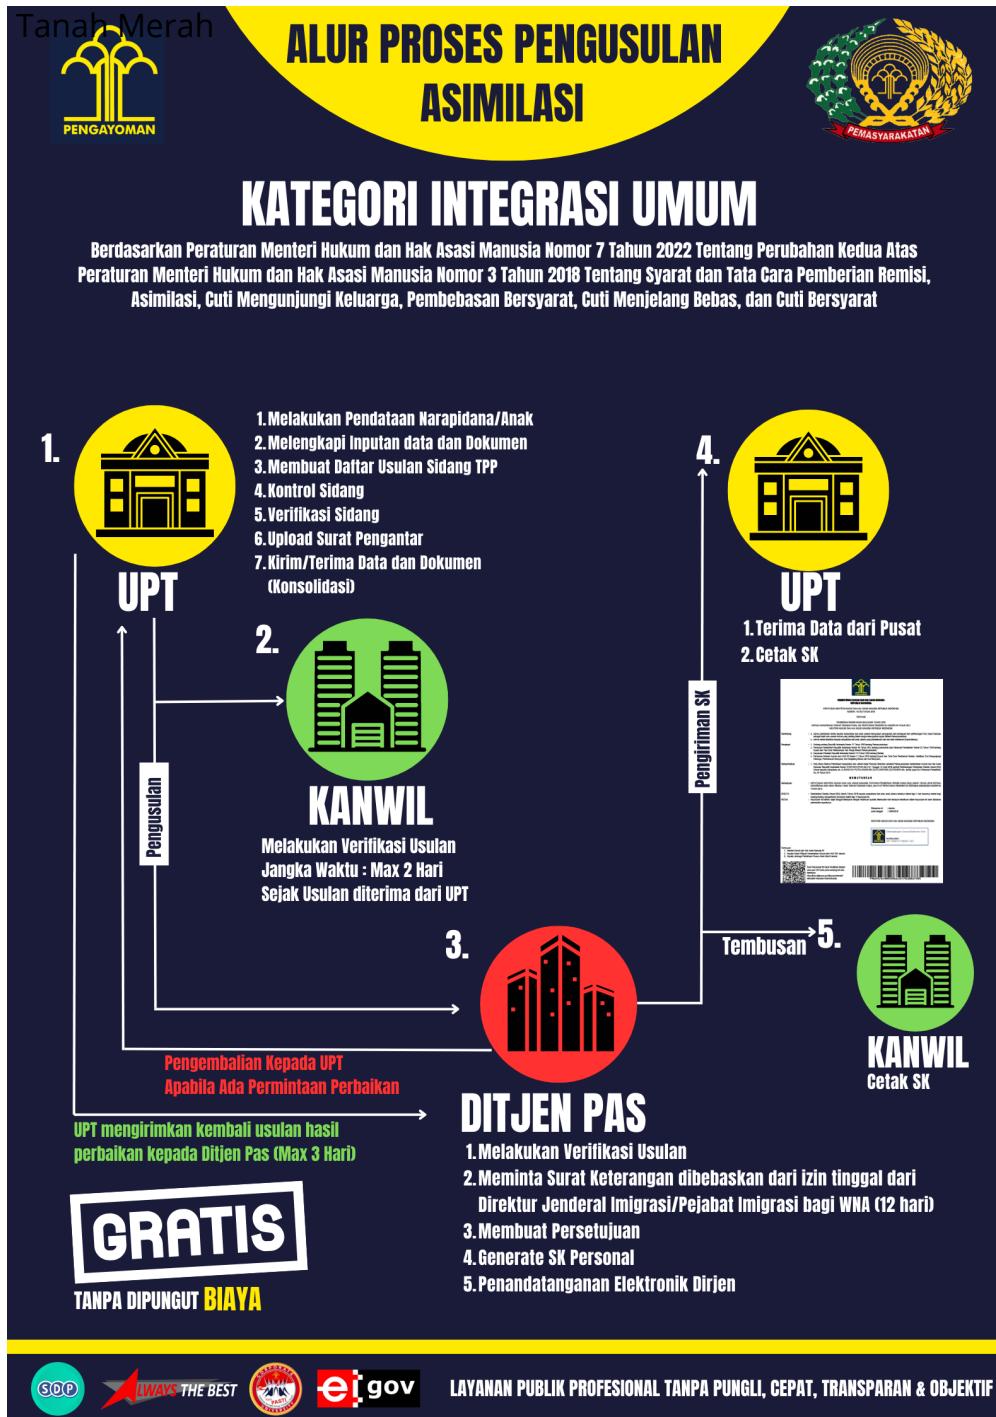 Tanah Merah
PENGAYOMAN
ALUR PROSES PENGUSULAN
ASIMILASI
PEMASYARAKATAN
KATEGORI INTEGRASI UMUM
Berdasarkan Peraturan Menteri Hukum dan Hak Asasi Manusia Nomor 7 Tahun 2022 Tentang Perubahan Kedua Atas
Peraturan Menteri Hukum dan Hak Asasi Manusia Nomor 3 Tahun 2018 Tentang Syarat dan Tata Cara Pemberian Remisi,
Asimilasi, Cuti Mengunjungi Keluarga, Pembebasan Bersyarat, Cuti Menjelang Bebas, dan Cuti Bersyarat
1.
UPT
1. Melakukan Pendataan Narapidana/Anak
2. Melengkapi Inputan data dan Dokumen
3. Membuat Daftar Usulan Sidang TPP
4. Kontrol Sidang
5. Verifikasi Sidang
6. Upload Surat Pengantar
7. Kirim/Terima Data dan Dokumen
(Konsolidasi)
Pengusulan
2.
KANWIL
Melakukan Verifikasi Usulan
Jangka Waktu : Max 2 Hari
Sejak Usulan diterima dari UPT
3.
DITJEN PAS
1. Melakukan Verifikasi Usulan
2. Meminta Surat Keterangan dibebaskan dari izin tinggal dari
Direktur Jenderal Imigrasi/Pejabat Imigrasi bagi WNA (12 hari)
3. Membuat Persetujuan
4. Generate SK Personal
5. Penandatanganan Elektronik Dirjen
Pengembalian Kepada UPT
Apabila Ada Permintaan Perbaikan
UPT mengirimkan kembali usulan hasil
perbaikan kepada Ditjen Pas (Max 3 Hari)
Pengiriman SK
4.
UPT
1. Terima Data dari Pusat
2. Cetak SK
Tembusan
5.
KANWIL
Cetak SK
GRATIS
TANPA DIPUNGUT BIAYA
SDP
ALWAYS THE BEST
PASTI
e gov
LAYANAN PUBLIK PROFESIONAL TANPA PUNGLI, CEPAT, TRANSPARAN & OBJEKTIF